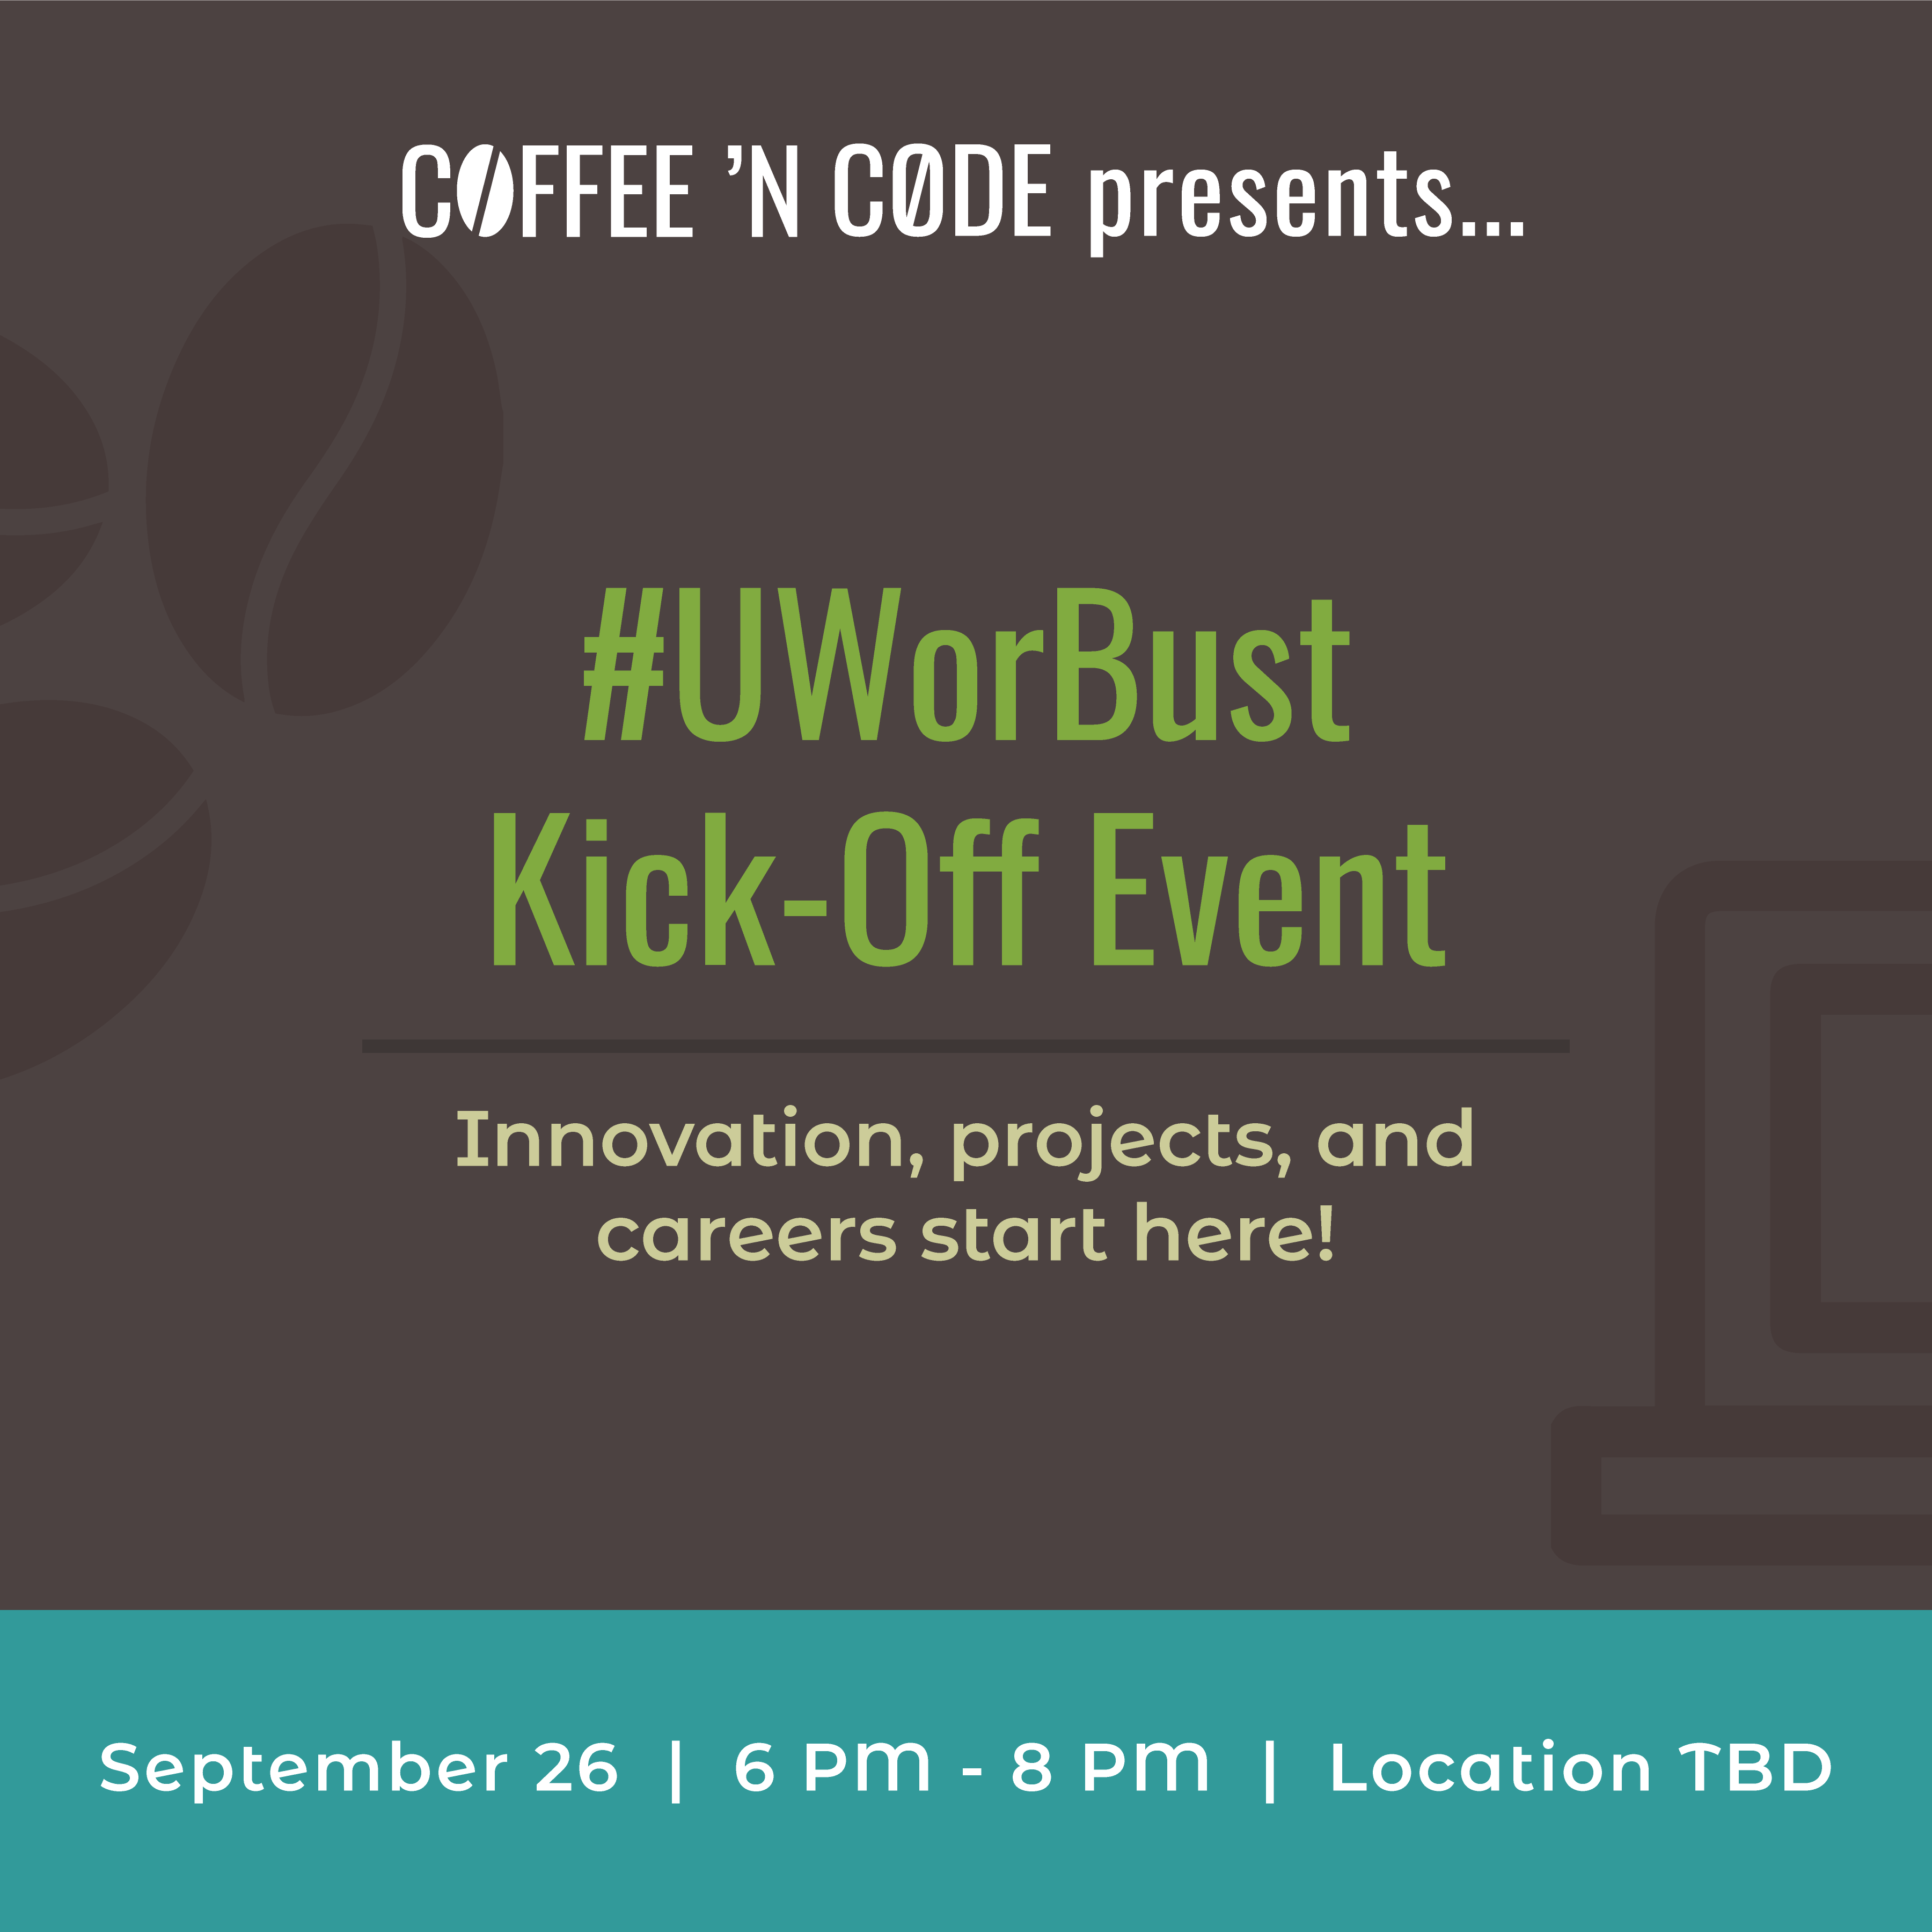 COFFEE ’N CODE presents...
#UWorBust
Kick-Off Event
Innovation, projects, and
careers start here!
September 26 | 6 PM - 8 PM | Location TBD